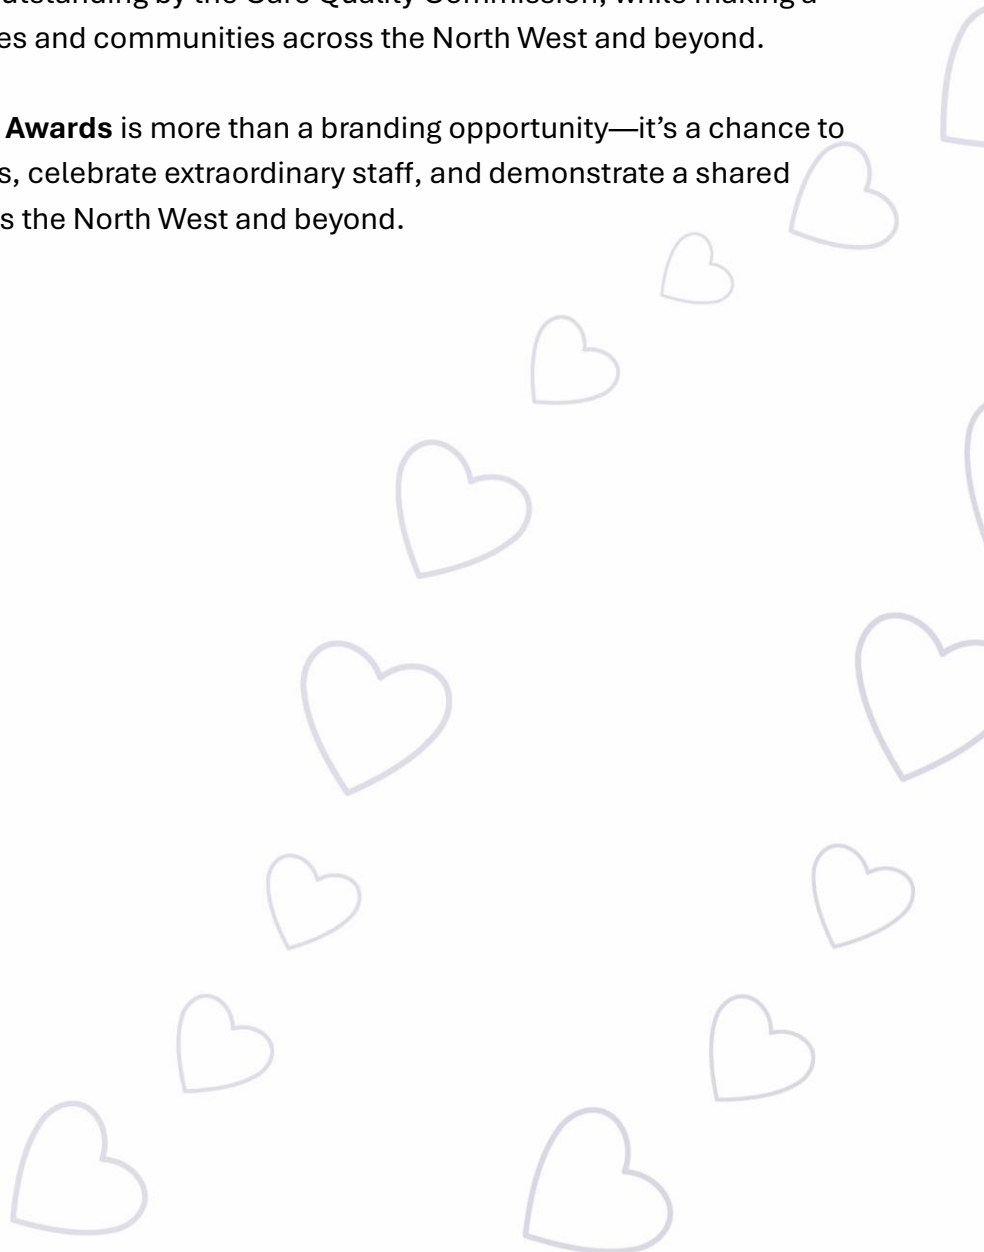 outstanding by the Care Quality Commission, while making a
es and communities across the North West and beyond.
Awards is more than a branding opportunity—it’s a chance to
s, celebrate extraordinary staff, and demonstrate a shared
s the North West and beyond.